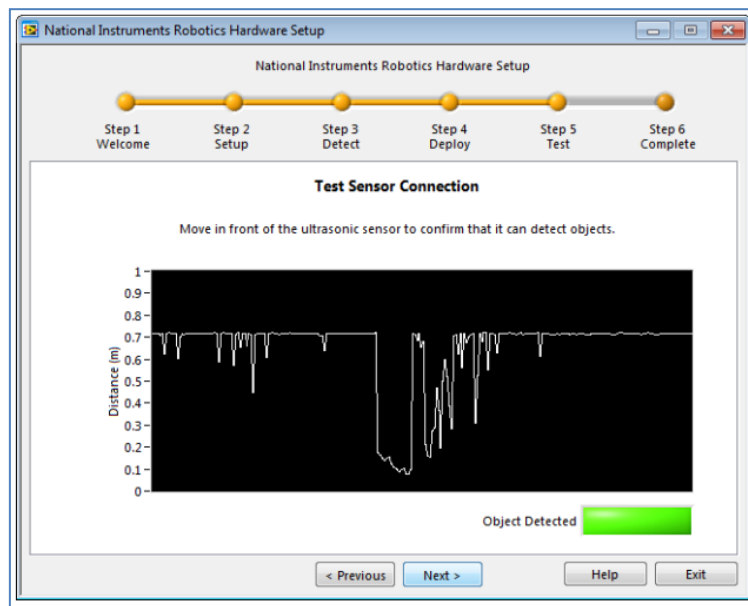 National Instruments Robotics Hardware Setup
National Instruments Robotics Hardware Setup
Step 1 Step 2 Step 3 Step 4 Step 5 Step 6
Welcome Setup Detect Deploy Test Complete
Test Sensor Connection
Move in front of the ultrasonic sensor to confirm that it can detect objects.
1
0.9
0.8
0.7
0.6
0.5
0.4
0.3
0.2
0.1
0
Distance (m)
Object Detected
< Previous Next > Help Exit